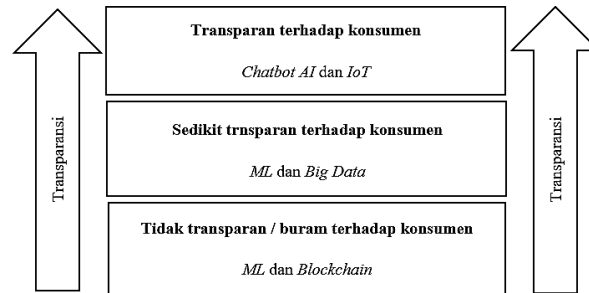 Transparan terhadap konsumen
Chatbot AI dan IoT
Transparansi
Sedikit trnsparan terhadap konsumen
ML dan Big Data
Transparansi
Tidak transparan / buram terhadap konsumen
ML dan Blockchain